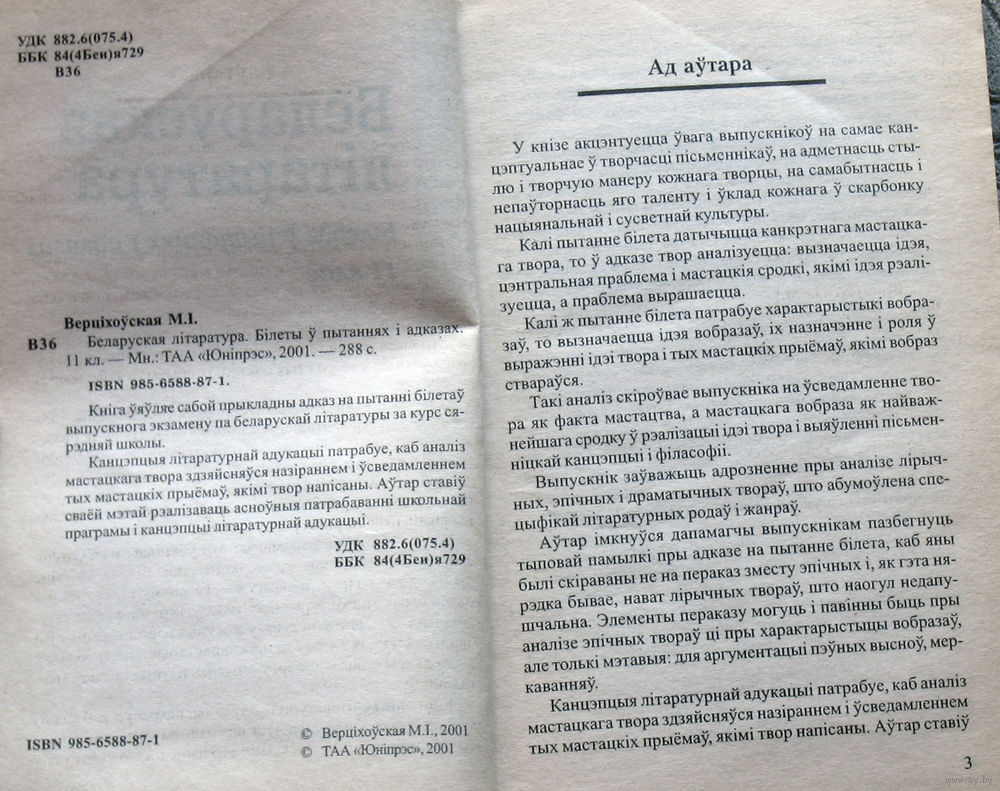 УДК 882.6(075.4)
ББК 84(4Беи)я729
В36
Верціхоўская М.І.
В36 Беларуская літаратура. Білеты ў пытаннях і адказах.
11 кл. — Мн.: ТАА «Юніпрэс», 2001. — 288 с.
ISBN 985-6588-87-1.
Кніга ўяўляе сабой прыкладны адказ на пытанні білетаў
выпускнога экзамену па беларускай літаратуры за курс ся-
рэдняй школы.
Канцэпцыя літаратурнай адукацыі патрабуе, каб аналіз
мастацкага твора здзяйсняўся назіраннем і ўсведамленнем
тых мастацкіх прыёмаў, якімі твор напісаны. Аўтар ставіў
сваёй мэтай рэалізаваць асноўныя патрабаванні школьнай
праграмы і канцэпцыі літаратурнай адукацыі.
УДК 882.6(075.4)
ББК 84(4Беи)я729
ISBN 985-6588-87-1
© Верціхоўская М.І., 2001
© ТАА «Юніпрэс», 2001
Ад аўтара
У кнізе акцэнтуецца ўвага выпускнікоў на самае кан-
цэптуальнае ў творчасці пісьменнікаў, на адметнасць сты-
лю і творчую манеру кожнага творцы, на самабытнасць і
непаўторнасць яго таленту і ўклад кожнага ў скарбонку
нацыянальнай і сусветнай культуры.
Калі пытанне білета датычыцца канкрэтнага мастацка-
га твора, то ў адказе твор аналізуецца: вызначаецца ідэя,
цэнтральная праблема і мастацкія сродкі, якімі ідэя рэалі-
зуецца, а праблема вырашаецца.
Калі ж пытанне білета патрабуе характарыстыкі вобра-
заў, то вызначаецца ідэя вобразаў, іх назначэнне і роля ў
выражэнні ідэі твора і тых мастацкіх прыёмаў, якімі вобраз
ствараўся.
Такі аналіз скіроўвае выпускніка на ўсведамленне тво-
ра як факта мастацтва, а мастацкага вобраза як найваж-
нейшага сродку ў рэалізацыі ідэі твора і выяўленні пісьмен-
ніцкай канцэпцыі і філасофіі.
Выпускнік заўважыць адрозненне пры аналізе лірыч-
ных, эпічных і драматычных твораў, што абумоўлена спе-
цыфікай літаратурных родаў і жанраў.
Аўтар імкнуўся дапамагчы выпускнікам пазбегнуць
тыповай памылкі пры адказе на пытанне білета, каб яны
былі скіраваны не на пераказ зместу эпічных і, як гэта ня-
рэдка бывае, нават лірычных твораў, што наогул недапу-
шчальна. Элементы пераказу могуць і павінны быць пры
аналізе эпічных твораў ці пры характарыстыцы вобразаў,
але толькі мэтавыя: для аргументацыі пэўных высноў, мер-
каванняў.
Канцэпцыя літаратурнай адукацыі патрабуе, каб аналіз
мастацкага твора здзяйсняўся назіраннем і ўсведамленнем
тых мастацкіх прыёмаў, якімі твор напісаны. Аўтар ставіў
3
www.ay.by